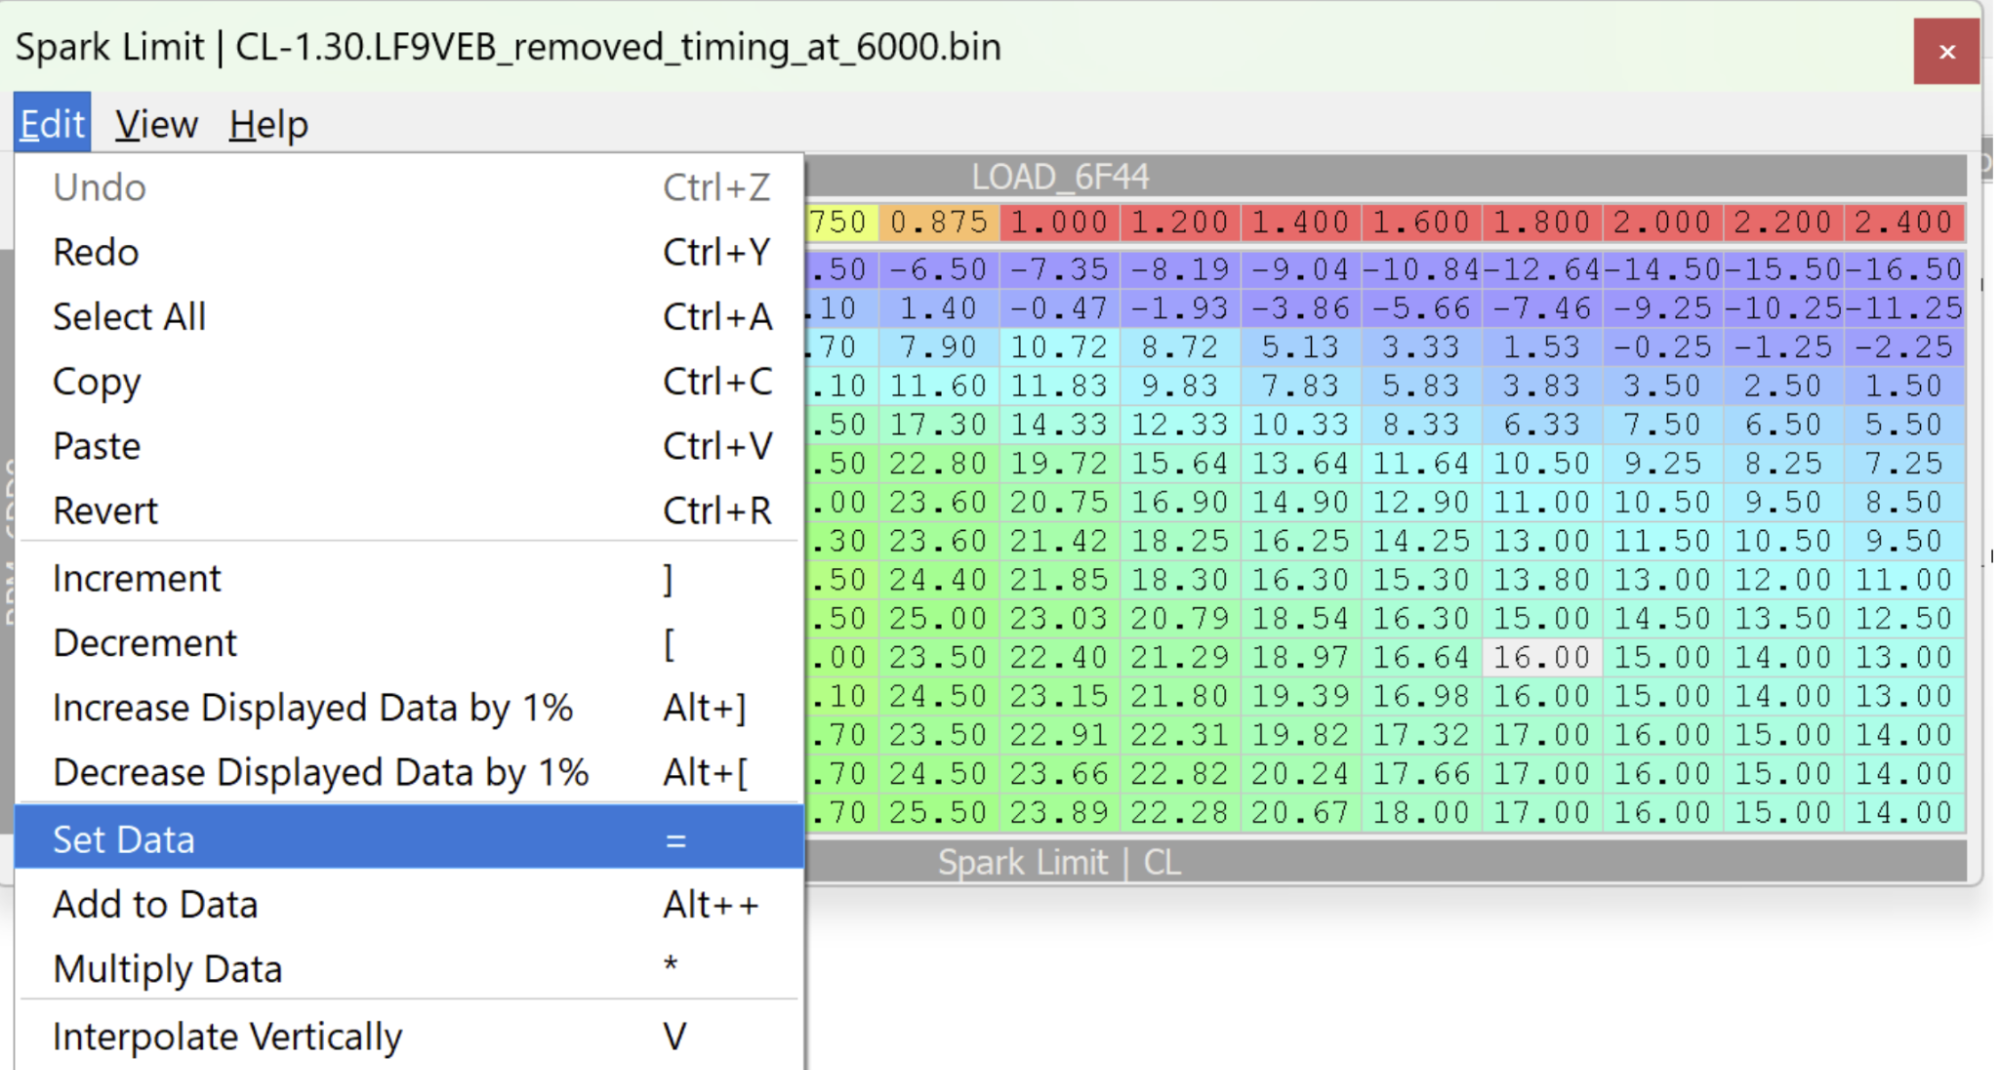 Spark Limit | CL-1.30.LF9VEB_removed_timing_at_6000.bin
×
Edit View Help
Undo Ctrl+Z
Redo Ctrl+Y
Select All Ctrl+A
Copy Ctrl+C
Paste Ctrl+V
Revert Ctrl+R
Increment ]
Decrement [
Increase Displayed Data by 1% Alt+]
Decrease Displayed Data by 1% Alt+[
Set Data =
Add to Data Alt++
Multiply Data *
Interpolate Vertically V
LOAD_6F44
750 0.875 1.000 1.200 1.400 1.600 1.800 2.000 2.200 2.400
.50 -6.50 -7.35 -8.19 -9.04 -10.84 -12.64 -14.50 -15.50 -16.50
.10 1.40 -0.47 -1.93 -3.86 -5.66 -7.46 -9.25 -10.25 -11.25
.70 7.90 10.72 8.72 5.13 3.33 1.53 -0.25 -1.25 -2.25
.10 11.60 11.83 9.83 7.83 5.83 3.83 3.50 2.50 1.50
.50 17.30 14.33 12.33 10.33 8.33 6.33 7.50 6.50 5.50
.50 22.80 19.72 15.64 13.64 11.64 10.50 9.25 8.25 7.25
.00 23.60 20.75 16.90 14.90 12.90 11.00 10.50 9.50 8.50
.30 23.60 21.42 18.25 16.25 14.25 13.00 11.50 10.50 9.50
.50 24.40 21.85 18.30 16.30 15.30 13.80 13.00 12.00 11.00
.50 25.00 23.03 20.79 18.54 16.30 15.00 14.50 13.50 12.50
.00 23.50 22.40 21.29 18.97 16.64 16.00 15.00 14.00 13.00
.10 24.50 23.15 21.80 19.39 16.98 16.00 15.00 14.00 13.00
.70 23.50 22.91 22.31 19.82 17.32 17.00 16.00 15.00 14.00
.70 24.50 23.66 22.82 20.24 17.66 17.00 16.00 15.00 14.00
.70 25.50 23.89 22.28 20.67 18.00 17.00 16.00 15.00 14.00
Spark Limit | CL